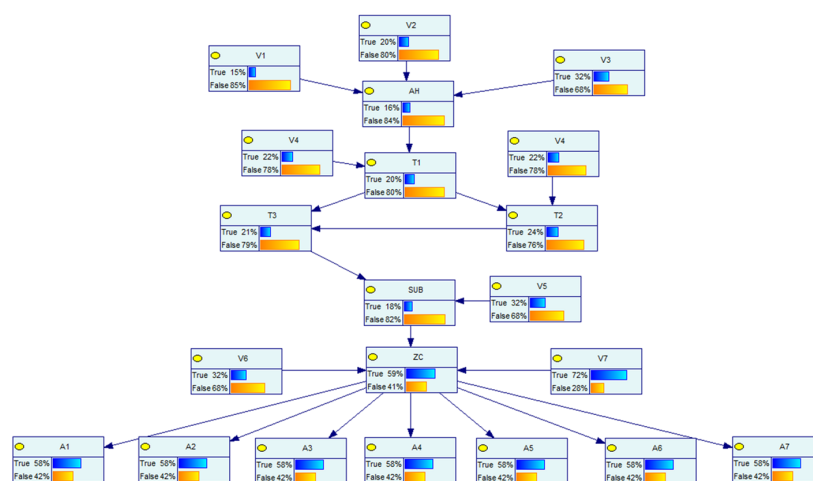 V2
True 20%
False 80%
V1
True 15%
False 85%
V3
True 32%
False 68%
AH
True 16%
False 84%
V4
True 22%
False 78%
T1
True 20%
False 80%
V4
True 22%
False 78%
T3
True 21%
False 79%
T2
True 24%
False 76%
SUB
True 18%
False 82%
V5
True 32%
False 68%
V6
True 32%
False 68%
ZC
True 59%
False 41%
V7
True 72%
False 28%
A1
True 58%
False 42%
A2
True 58%
False 42%
A3
True 58%
False 42%
A4
True 58%
False 42%
A5
True 58%
False 42%
A6
True 58%
False 42%
A7
True 58%
False 42%